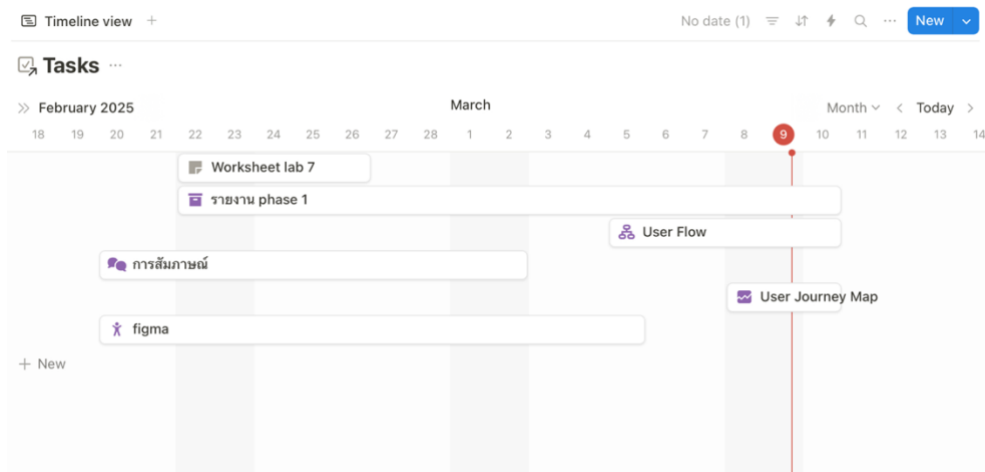 Timeline view
No date (1)
New
Tasks
February 2025
March
Month
Today
18 19 20 21 22 23 24 25 26 27 28 1 2 3 4 5 6 7 8 9 10 11 12 13 14
Worksheet lab 7
รายงาน phase 1
User Flow
การสัมภาษณ์
User Journey Map
figma
+ New